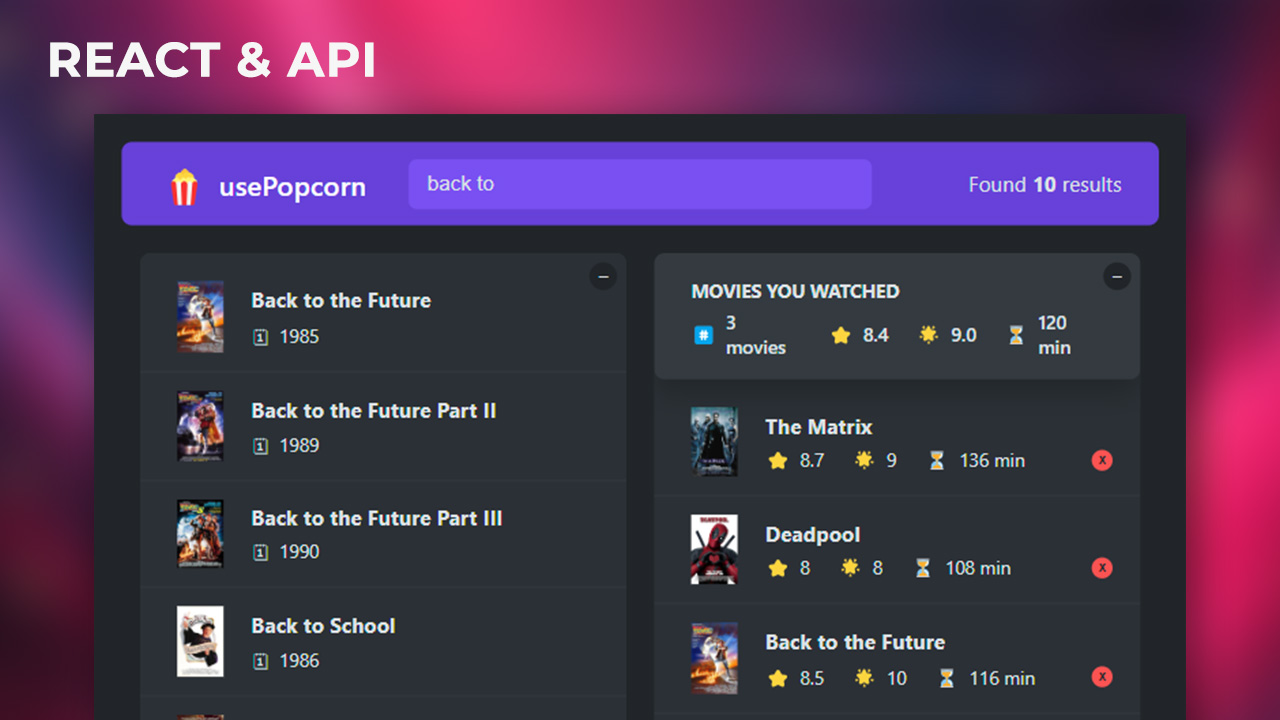 REACT & API
usePopcorn
back to
Found 10 results
Back to the Future
1985
Back to the Future Part II
1989
Back to the Future Part III
1990
Back to School
1986
MOVIES YOU WATCHED
3 movies 8.4 9.0 120 min
The Matrix
8.7 9 136 min X
Deadpool
8 8 108 min X
Back to the Future
8.5 10 116 min X